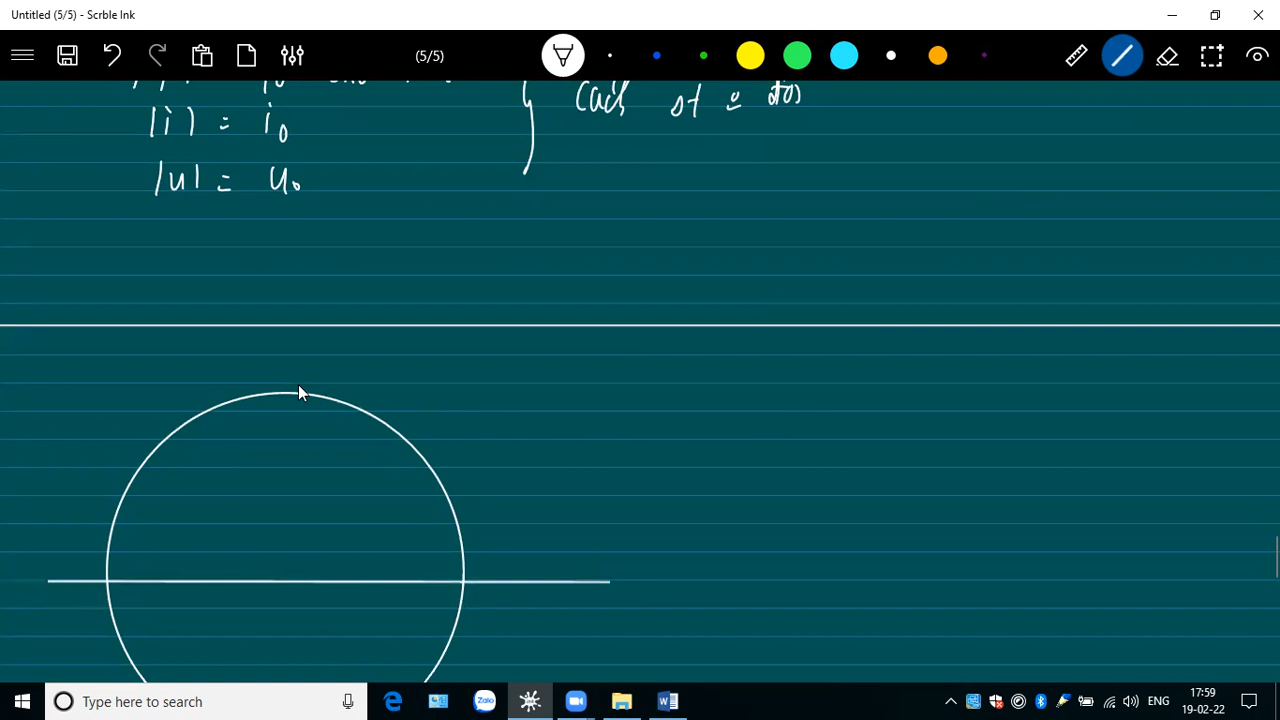 Untitled (5/5) - Scrble Ink
(5/5)
|i| = i₀
|u| = u₀
Zalo
Type here to search
ENG
17:59
19-02-22